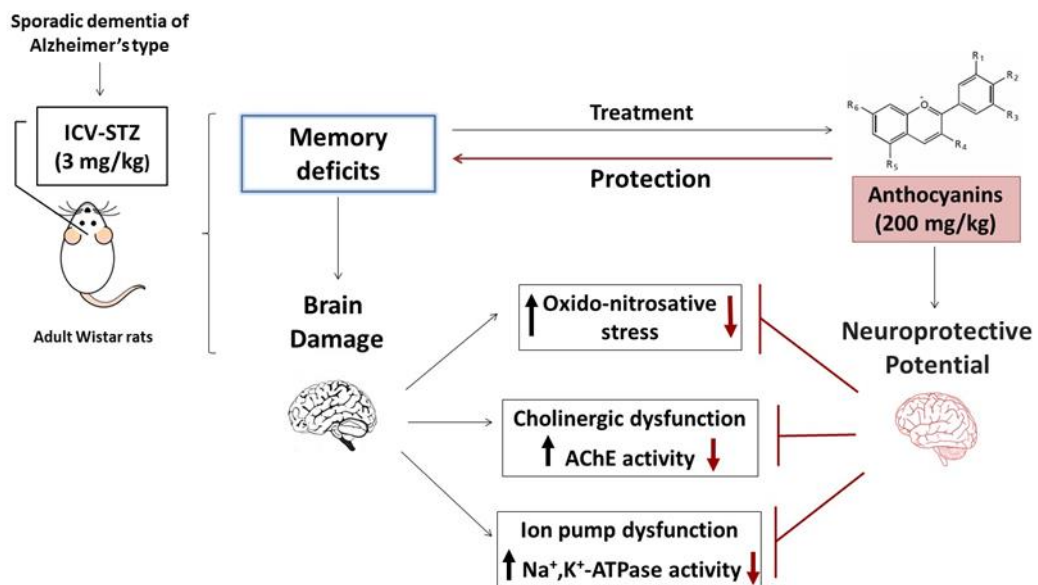 Sporadic dementia of
Alzheimer's type
ICV-STZ
(3 mg/kg)
Adult Wistar rats
Memory
deficits
Treatment
Protection
R1
R2
R3
R4
R5
R6
O
+
Anthocyanins
(200 mg/kg)
Brain
Damage
Oxido-nitrosative
stress
Cholinergic dysfunction
AChE activity
Ion pump dysfunction
Na⁺,K⁺-ATPase activity
Neuroprotective
Potential